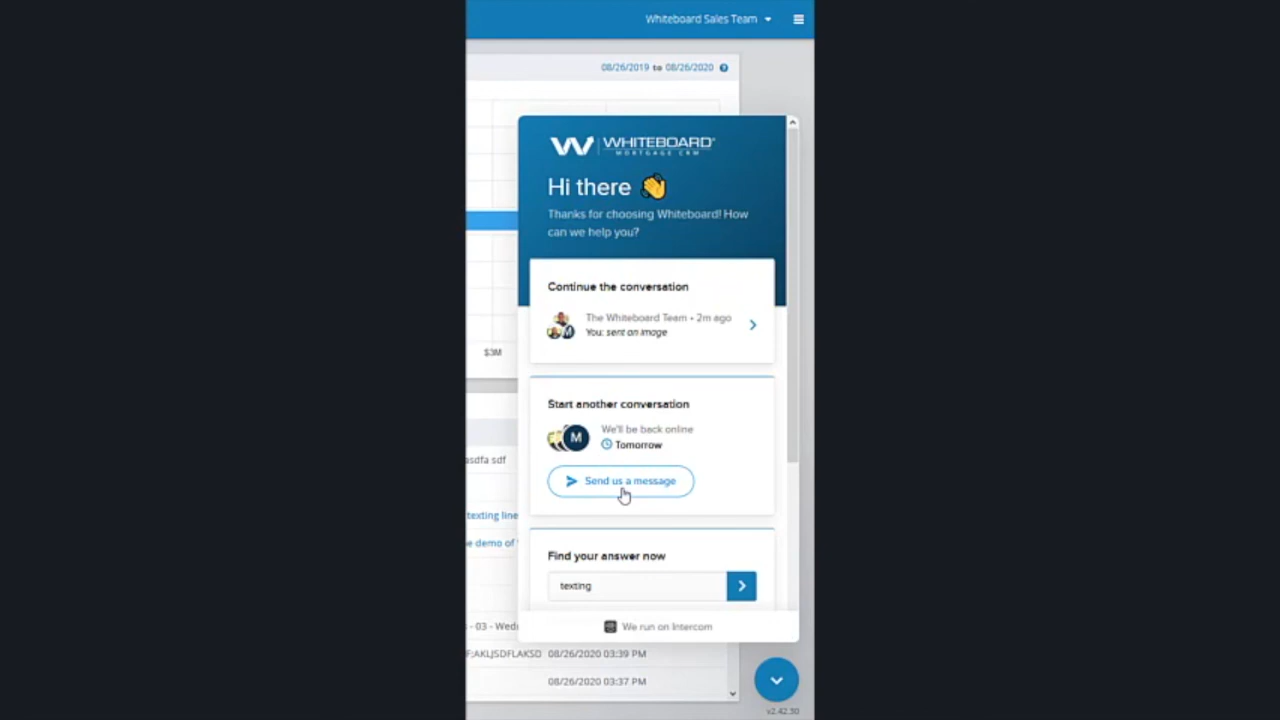 Whiteboard Sales Team
08/26/2019 to 08/26/2020
WHITEBOARD
MORTGAGE CRM
Hi there 👋
Thanks for choosing Whiteboard! How
can we help you?
Continue the conversation
The Whiteboard Team • 2m ago
You: sent an image
M
$3M
Start another conversation
We'll be back online
M
Tomorrow
asdfa sdf
Send us a message
texting line
e demo of
Find your answer now
texting
- 03 - Wed
We run on Intercom
F;AKLJSDFLAKSD 08/26/2020 03:39 PM
08/26/2020 03:37 PM
v2.42.30